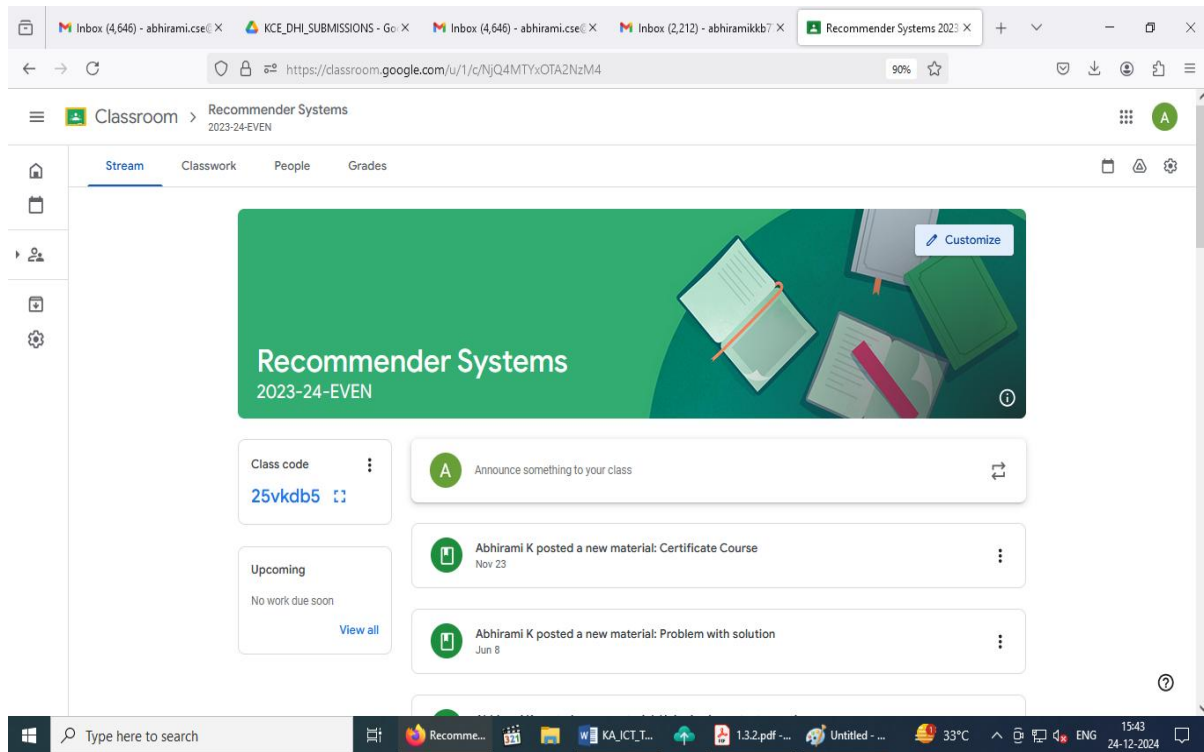 Inbox (4,646) - abhirami.cse@
KCE_DHI_SUBMISSIONS - Go
Inbox (4,646) - abhirami.cse@
Inbox (2,212) - abhiramikkb7
Recommender Systems 2023
https://classroom.google.com/u/1/c/NjQ4MTYxOTA2NzM4
90%
Classroom > Recommender Systems
2023-24-EVEN
A
Stream Classwork People Grades
Customize
Recommender Systems
2023-24-EVEN
Class code
25vkdb5
A
Announce something to your class
Abhirami K posted a new material: Certificate Course
Nov 23
Upcoming
No work due soon
View all
Abhirami K posted a new material: Problem with solution
Jun 8
Type here to search
Recomme...
321
KA_ICT_T...
1.3.2.pdf -...
Untitled - ...
33°C
ENG
15:43
24-12-2024